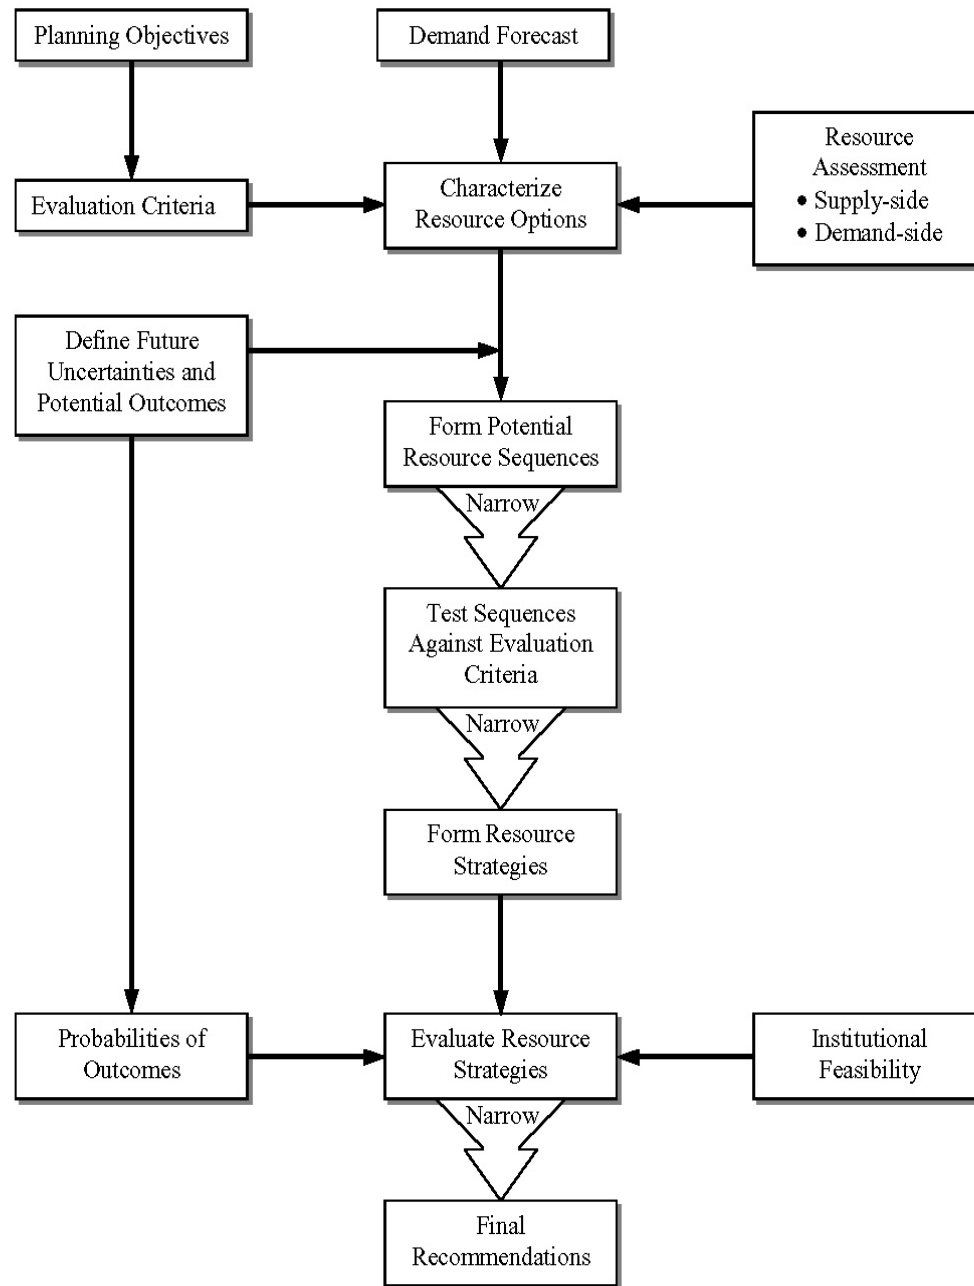 Planning Objectives
Demand Forecast
Resource
Assessment
• Supply-side
• Demand-side
Evaluation Criteria
Characterize
Resource Options
Define Future
Uncertainties and
Potential Outcomes
Form Potential
Resource Sequences
Narrow
Test Sequences
Against Evaluation
Criteria
Narrow
Form Resource
Strategies
Probabilities of
Outcomes
Evaluate Resource
Strategies
Institutional
Feasibility
Narrow
Final
Recommendations